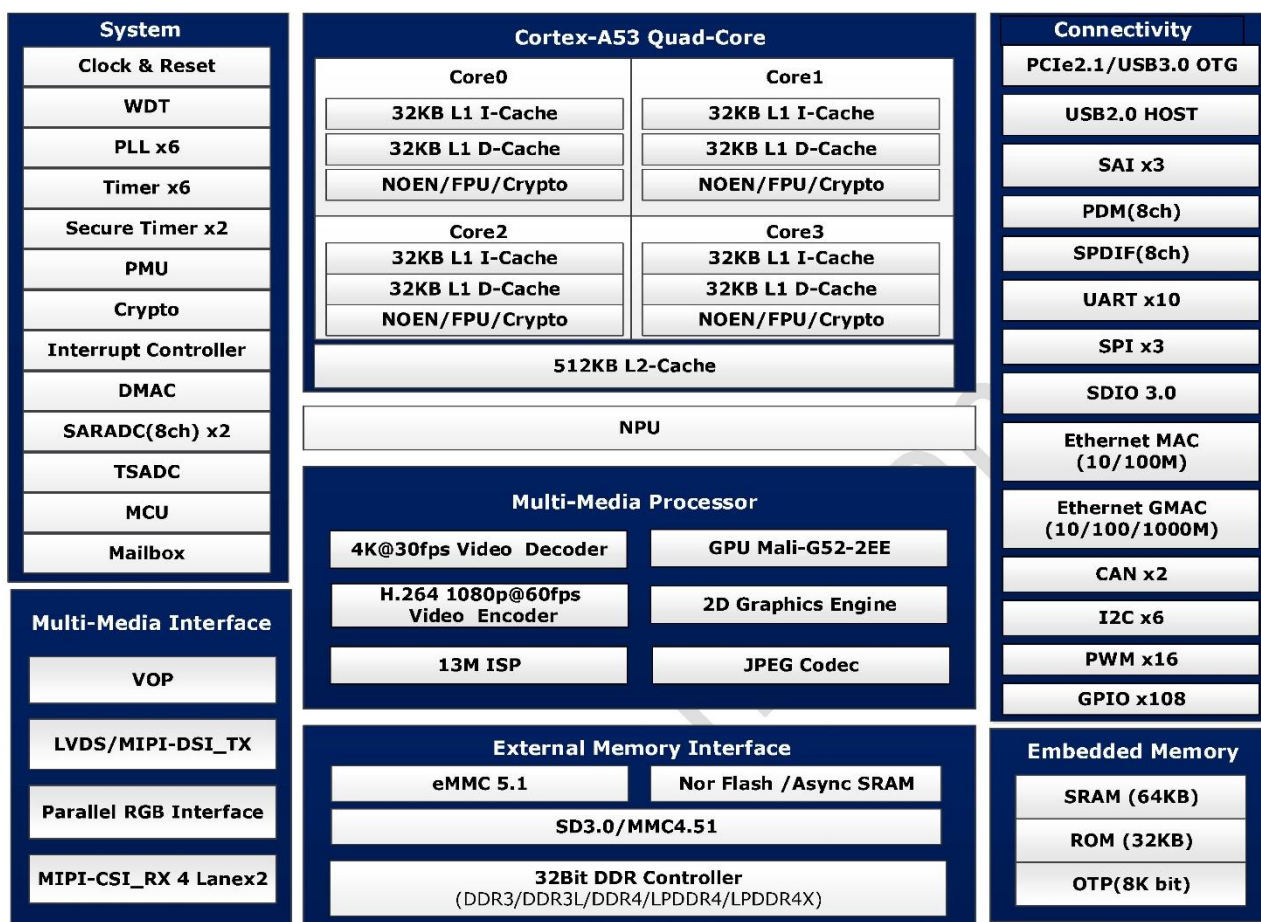 System
Clock & Reset
WDT
PLL x6
Timer x6
Secure Timer x2
PMU
Crypto
Interrupt Controller
DMAC
SARADC(8ch) x2
TSADC
MCU
Mailbox
Multi-Media Interface
VOP
LVDS/MIPI-DSI_TX
Parallel RGB Interface
MIPI-CSI_RX 4 Lanex2
Cortex-A53 Quad-Core
Core0
32KB L1 I-Cache
32KB L1 D-Cache
NOEN/FPU/Crypto
Core1
32KB L1 I-Cache
32KB L1 D-Cache
NOEN/FPU/Crypto
Core2
32KB L1 I-Cache
32KB L1 D-Cache
NOEN/FPU/Crypto
Core3
32KB L1 I-Cache
32KB L1 D-Cache
NOEN/FPU/Crypto
512KB L2-Cache
NPU
Multi-Media Processor
4K@30fps Video Decoder
GPU Mali-G52-2EE
H.264 1080p@60fps
Video Encoder
2D Graphics Engine
13M ISP
JPEG Codec
External Memory Interface
eMMC 5.1
Nor Flash /Async SRAM
SD3.0/MMC4.51
32Bit DDR Controller
(DDR3/DDR3L/DDR4/LPDDR4/LPDDR4X)
Connectivity
PCIe2.1/USB3.0 OTG
USB2.0 HOST
SAI x3
PDM(8ch)
SPDIF(8ch)
UART x10
SPI x3
SDIO 3.0
Ethernet MAC
(10/100M)
Ethernet GMAC
(10/100/1000M)
CAN x2
I2C x6
PWM x16
GPIO x108
Embedded Memory
SRAM (64KB)
ROM (32KB)
OTP(8K bit)